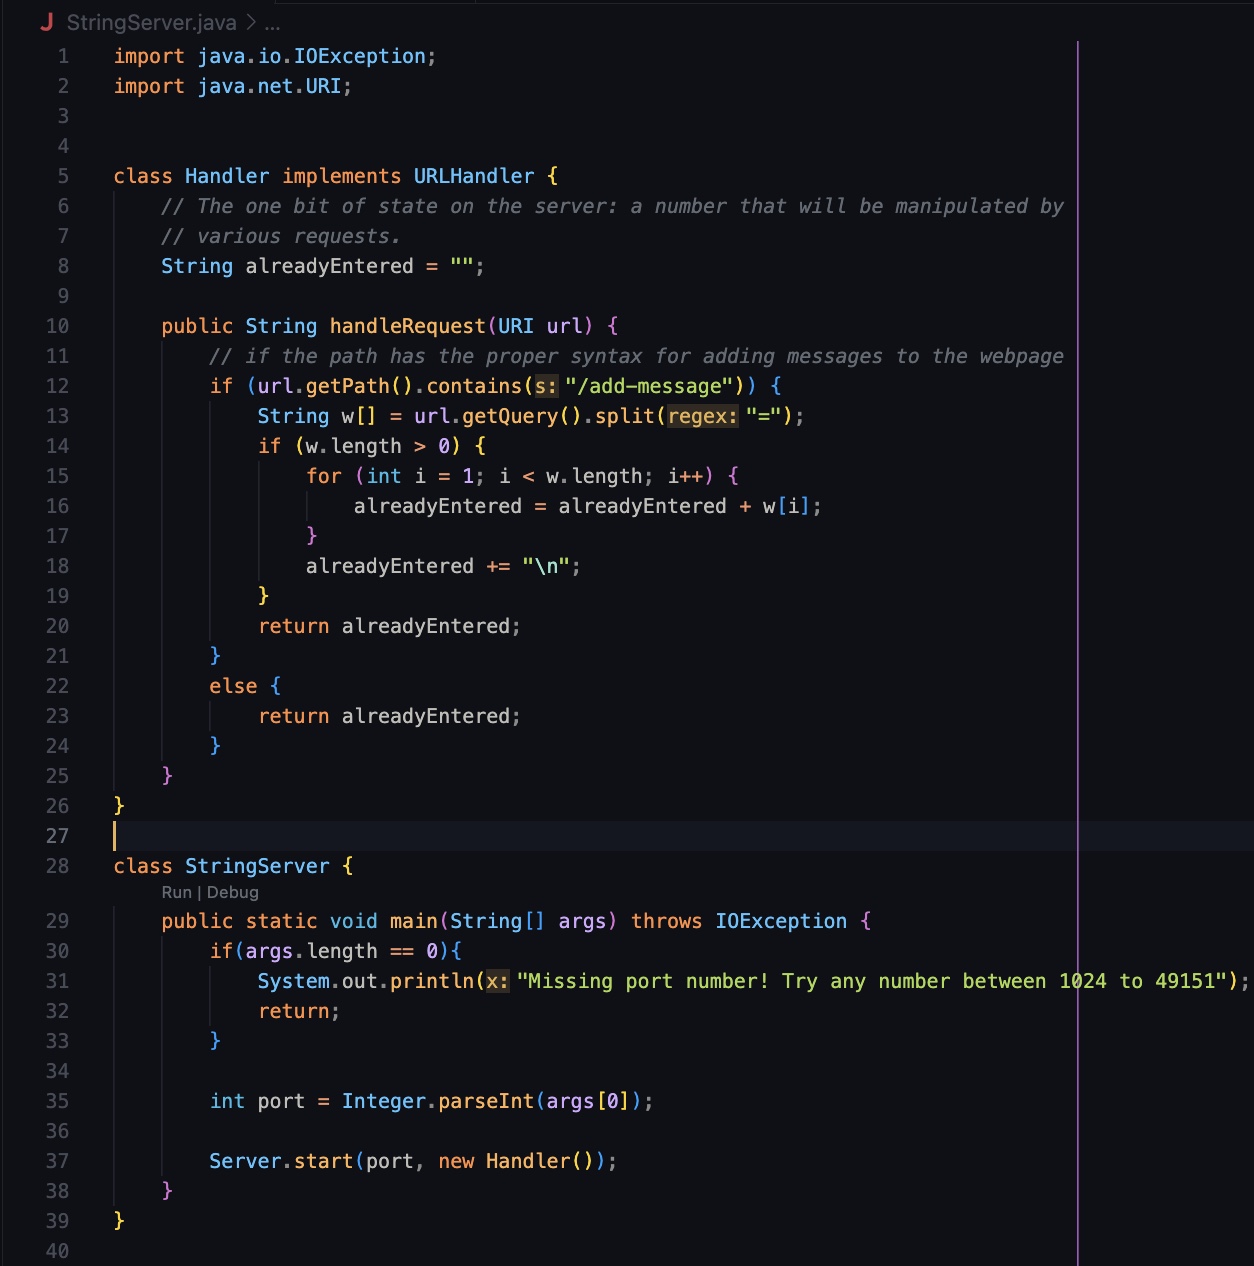 J StringServer.java > ...
1 import java.io.IOException;
2 import java.net.URI;
3
4
5 class Handler implements URLHandler {
6     // The one bit of state on the server: a number that will be manipulated by
7     // various requests.
8     String alreadyEntered = "";
9
10     public String handleRequest(URI url) {
11         // if the path has the proper syntax for adding messages to the webpage
12         if (url.getPath().contains(s: "/add-message")) {
13             String w[] = url.getQuery().split(regex: "=");
14             if (w.length > 0) {
15                 for (int i = 1; i < w.length; i++) {
16                     alreadyEntered = alreadyEntered + w[i];
17                 }
18                 alreadyEntered += "\n";
19             }
20             return alreadyEntered;
21         }
22         else {
23             return alreadyEntered;
24         }
25     }
26 }
27
28 class StringServer {
Run | Debug
29     public static void main(String[] args) throws IOException {
30         if(args.length == 0){
31             System.out.println(x: "Missing port number! Try any number between 1024 to 49151");
32             return;
33         }
34
35         int port = Integer.parseInt(args[0]);
36
37         Server.start(port, new Handler());
38     }
39 }
40